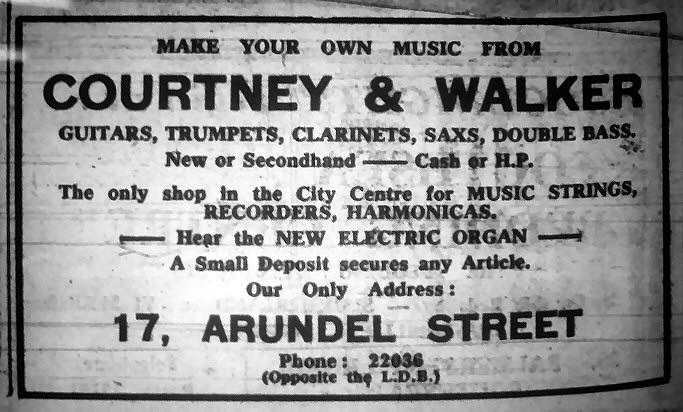 MAKE YOUR OWN MUSIC FROM
COURTNEY & WALKER
GUITARS, TRUMPETS, CLARINETS, SAXS, DOUBLE BASS.
New or Secondhand —— Cash or H.P.
The only shop in the City Centre for MUSIC STRINGS,
RECORDERS, HARMONICAS.
—— Hear the NEW ELECTRIC ORGAN ——
A Small Deposit secures any Article.
Our Only Address :
17, ARUNDEL STREET
Phone : 22036
(Opposite the L.D.B.)